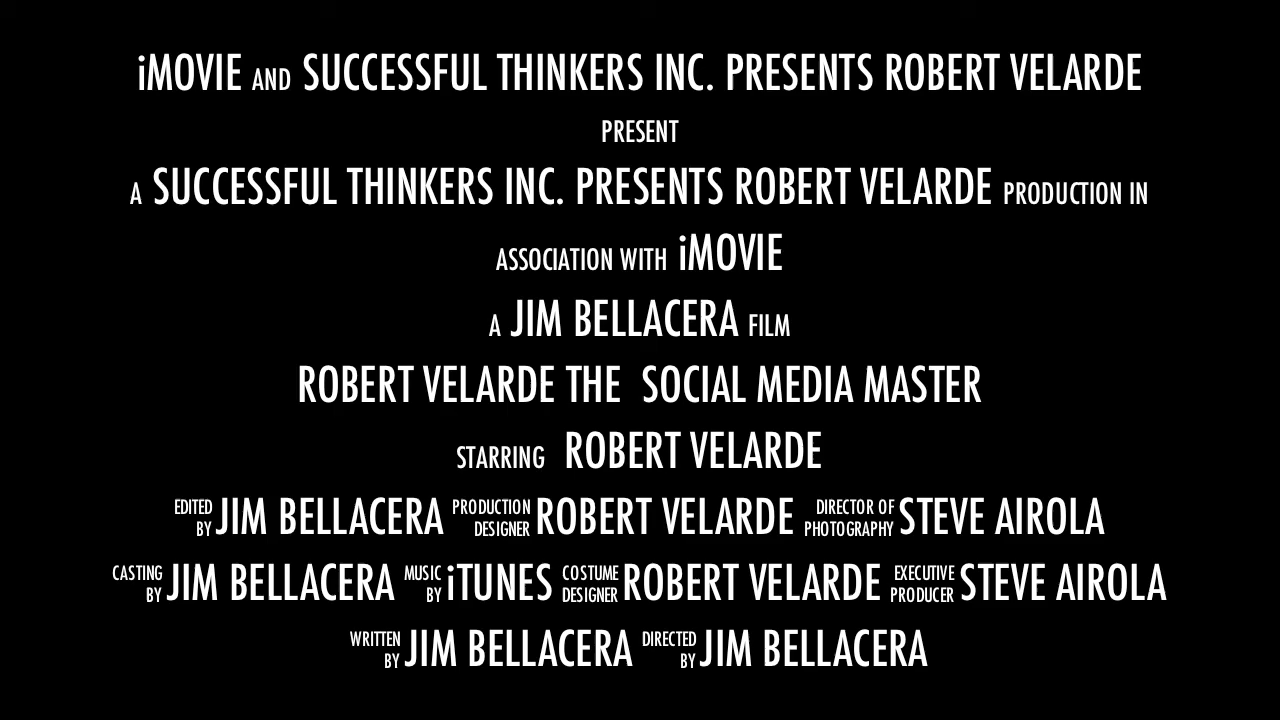 iMOVIE AND SUCCESSFUL THINKERS INC. PRESENTS ROBERT VELARDE
PRESENT
A SUCCESSFUL THINKERS INC. PRESENTS ROBERT VELARDE PRODUCTION IN
ASSOCIATION WITH iMOVIE
A JIM BELLACERA FILM
ROBERT VELARDE THE  SOCIAL MEDIA MASTER
STARRING  ROBERT VELARDE
EDITED BY JIM BELLACERA PRODUCTION DESIGNER ROBERT VELARDE DIRECTOR OF PHOTOGRAPHY STEVE AIROLA
CASTING BY JIM BELLACERA MUSIC BY iTUNES COSTUME DESIGNER ROBERT VELARDE EXECUTIVE PRODUCER STEVE AIROLA
WRITTEN BY JIM BELLACERA DIRECTED BY JIM BELLACERA